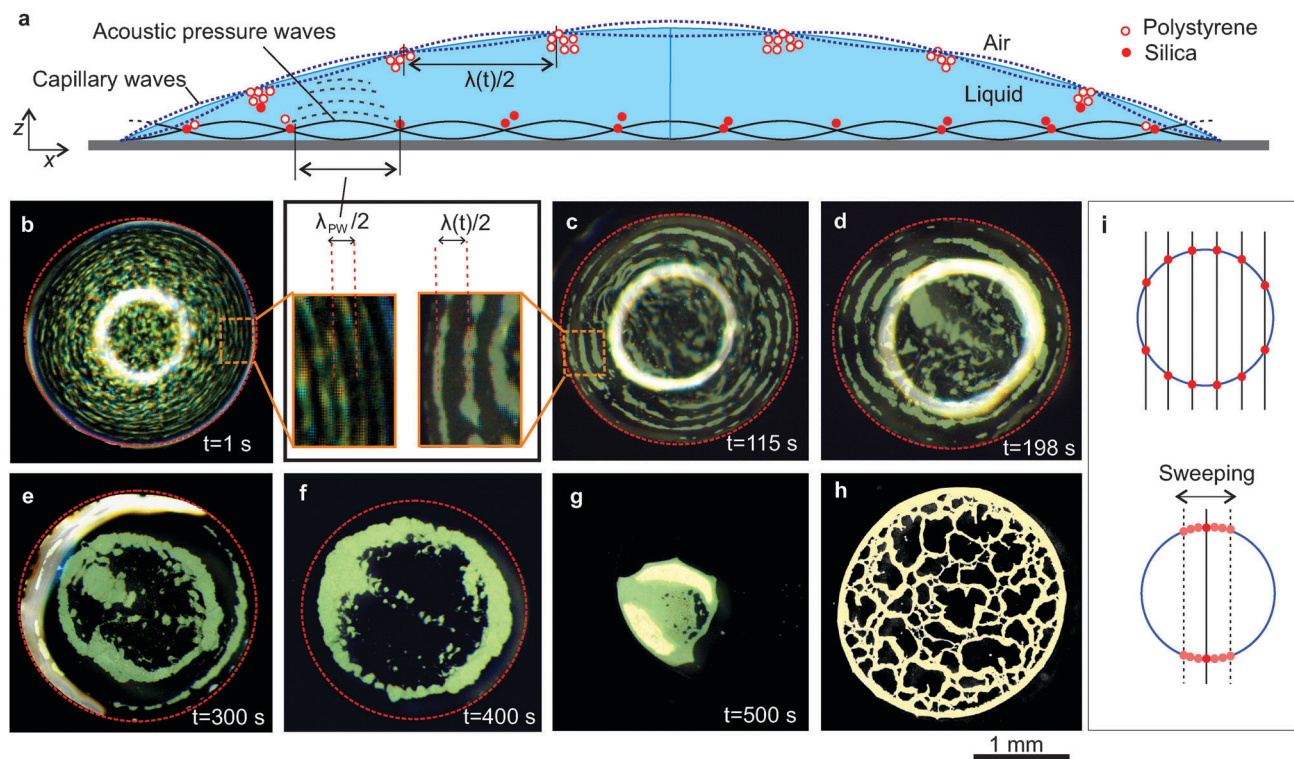 a
Acoustic pressure waves
Capillary waves
λ(t)/2
Air
Liquid
Polystyrene
Silica
z
x
b
t=1 s
λPW/2
λ(t)/2
c
t=115 s
d
t=198 s
i
Sweeping
e
t=300 s
f
t=400 s
g
t=500 s
h
1 mm